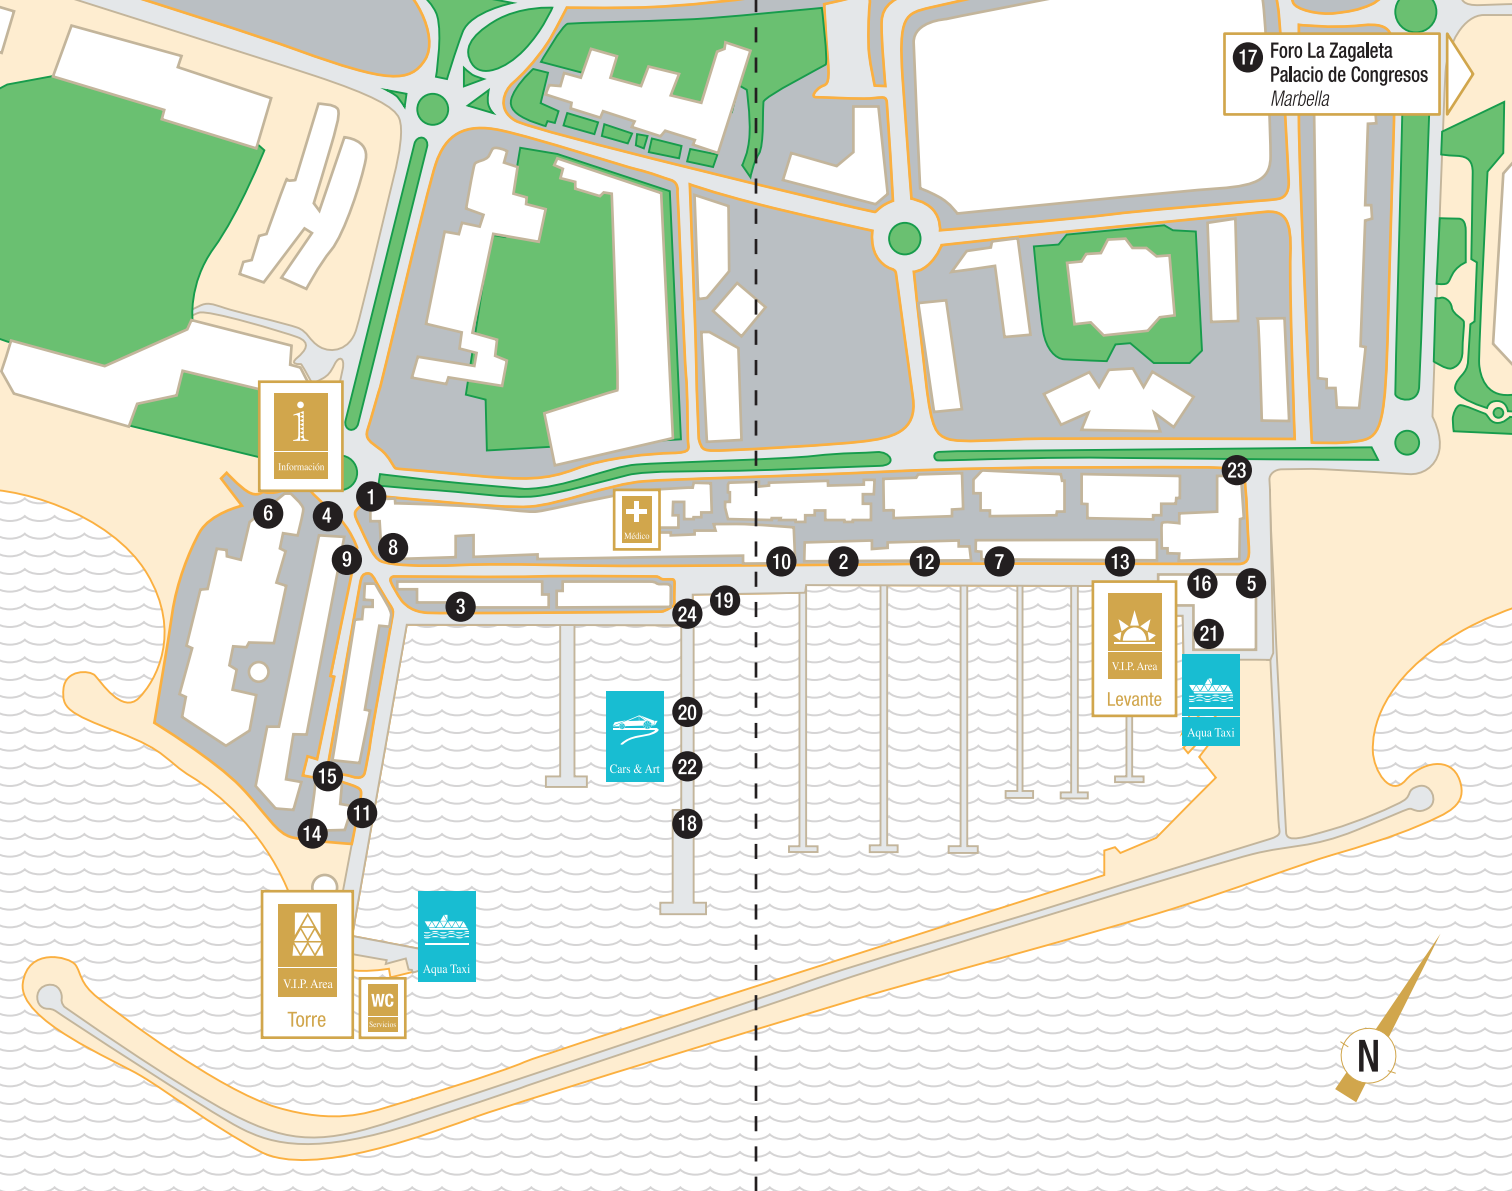 17 Foro La Zagaleta
Palacio de Congresos
Marbella
i
Información
23
1
6
4
Médico
8
9
10
2
12
7
13
16
5
3
19
24
21
V.I.P. Area
Levante
Aqua Taxi
20
Cars & Art
22
15
11
18
14
V.I.P. Area
Torre
Aqua Taxi
WC
Servicios
N